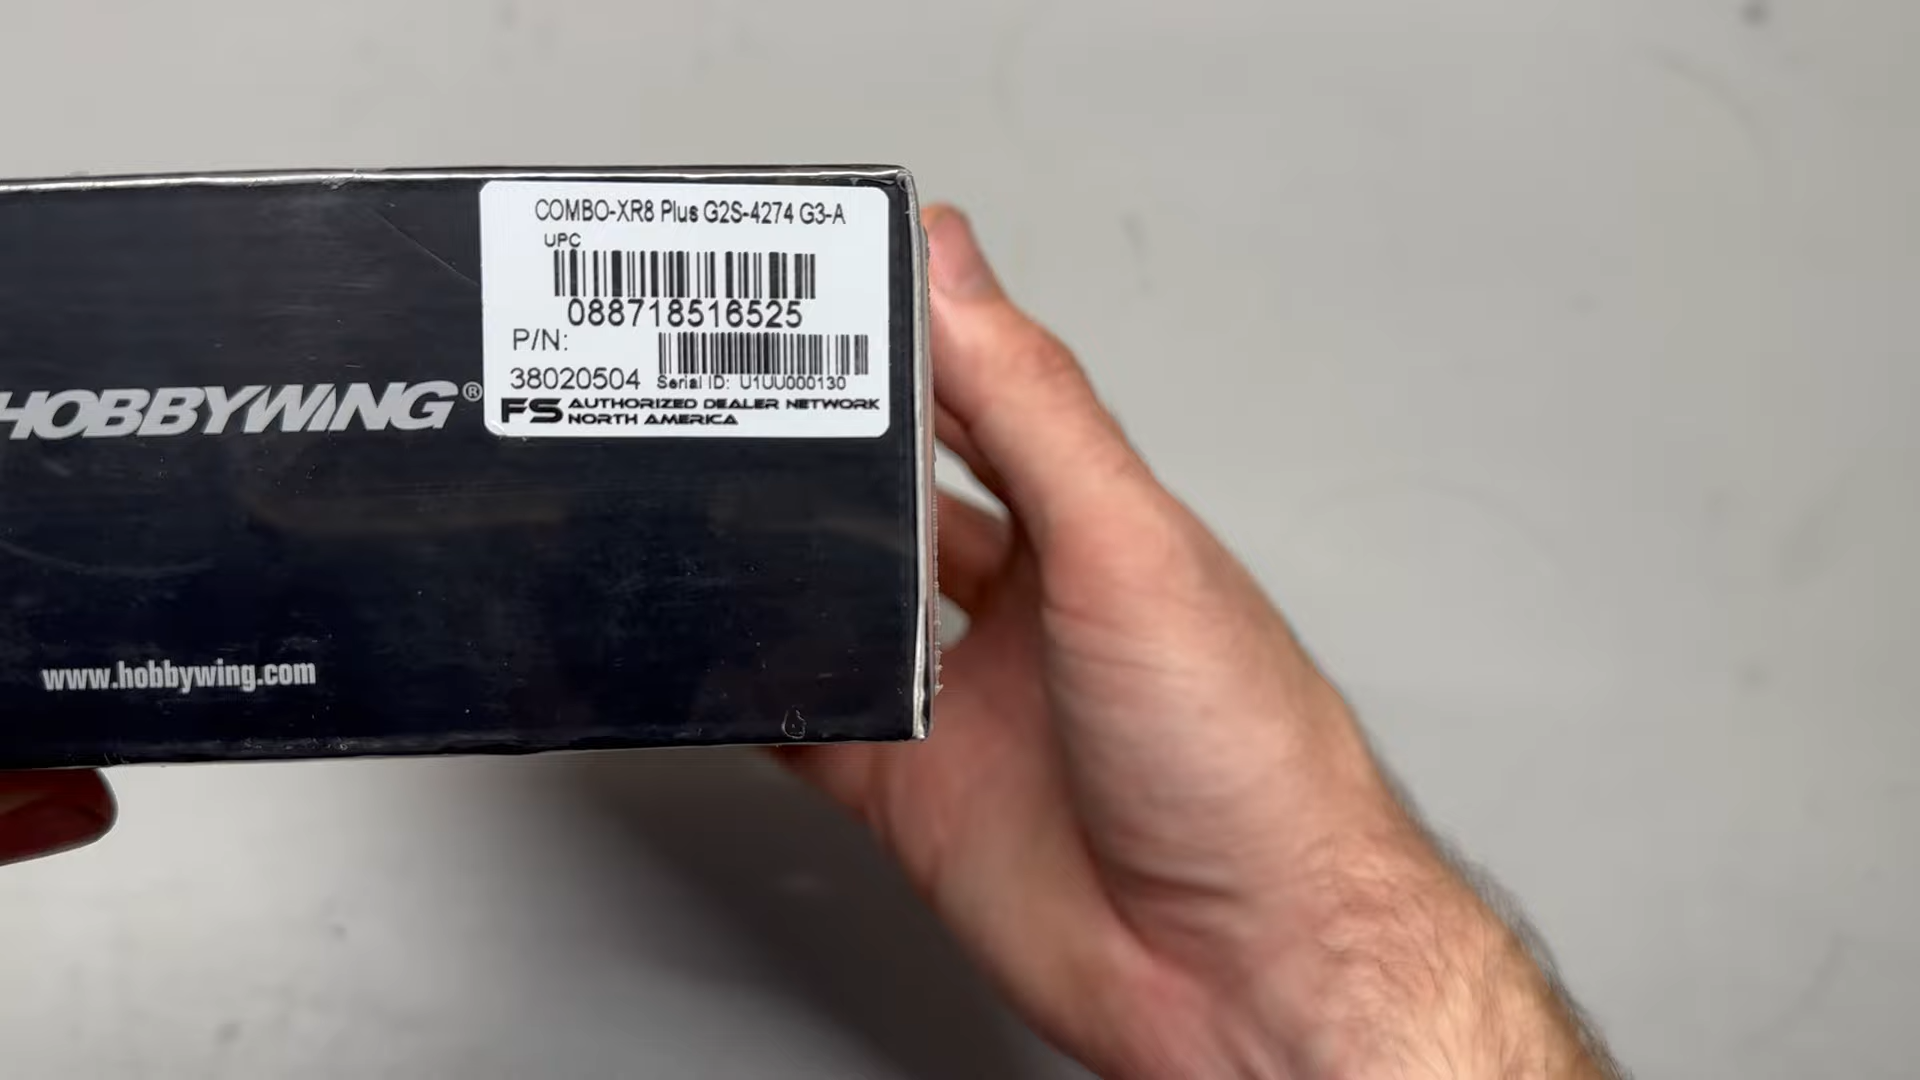 COMBO-XR8 Plus G2S-4274 G3-A
UPC
088718516525
P/N:
38020504 Serial ID: U1UU000130
FS AUTHORIZED DEALER NETWORK
NORTH AMERICA
HOBBYWING®
www.hobbywing.com